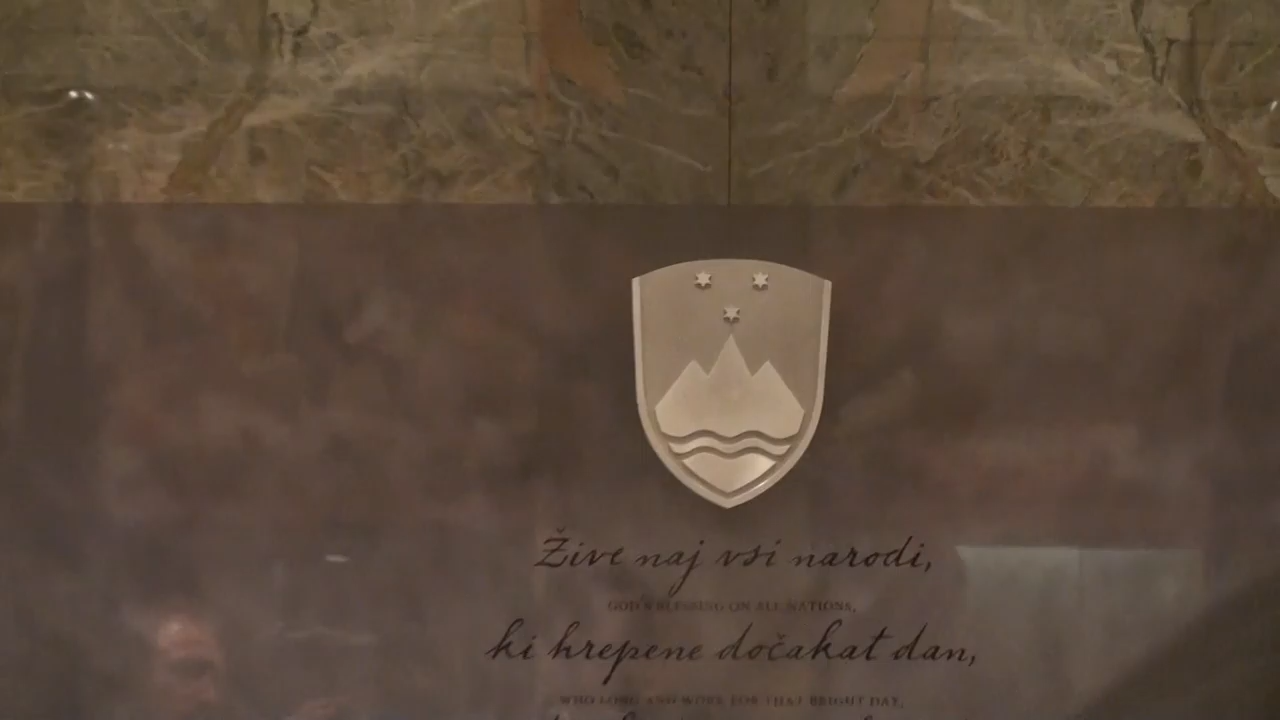 Žive naj vsi narodi,
GOD'S BLESSING ON ALL NATIONS,
ki hrepene dočakat dan,
WHO LONG AND WORK FOR THAT BRIGHT DAY,